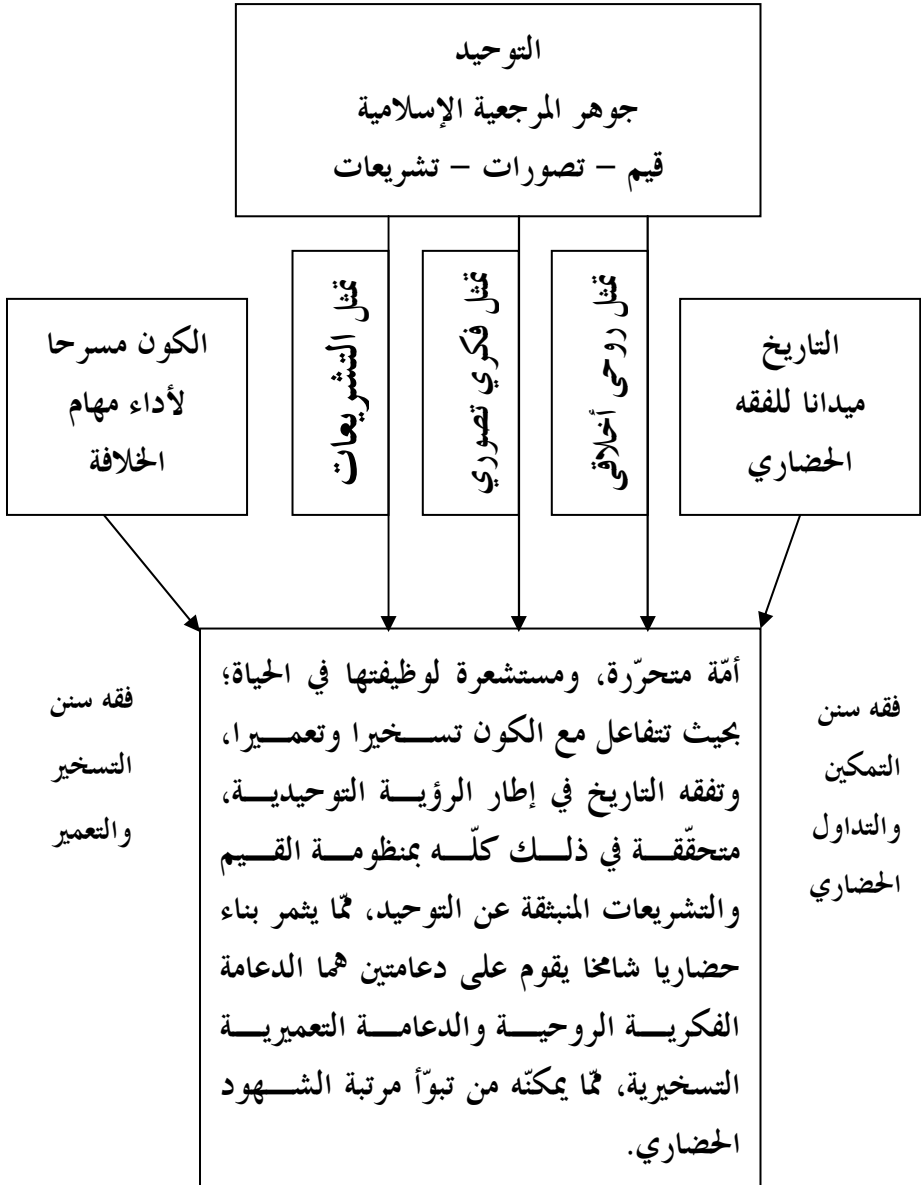 التوحيد
جوهر المرجعية الإسلامية
قيم – تصورات – تشريعات
تمثل روحي أخلاقي
تمثل فكري تصوري
تمثل التشريعات
التاريخ
ميدانا للفقه
الحضاري
الكون مسرحا
لأداء مهام
الخلافة
فقه سنن
التمكين
والتداول
الحضاري
أمّة متحرّرة، ومستشعرة لوظيفتها في الحياة؛
بحيث تتفاعل مع الكون تسخيرا وتعميرا،
وتفقه التاريخ في إطار الرؤية التوحيدية،
متحقّقة في ذلك كلّه بمنظومة القيم
والتشريعات المنبثقة عن التوحيد، ممّا يثمر بناء
حضاريا شامخا يقوم على دعامتين هما الدعامة
الفكرية الروحية والدعامة التعميرية
التسخيرية، ممّا يمكنّه من تبوّأ مرتبة الشهود
الحضاري.
فقه سنن
التسخير
والتعمير